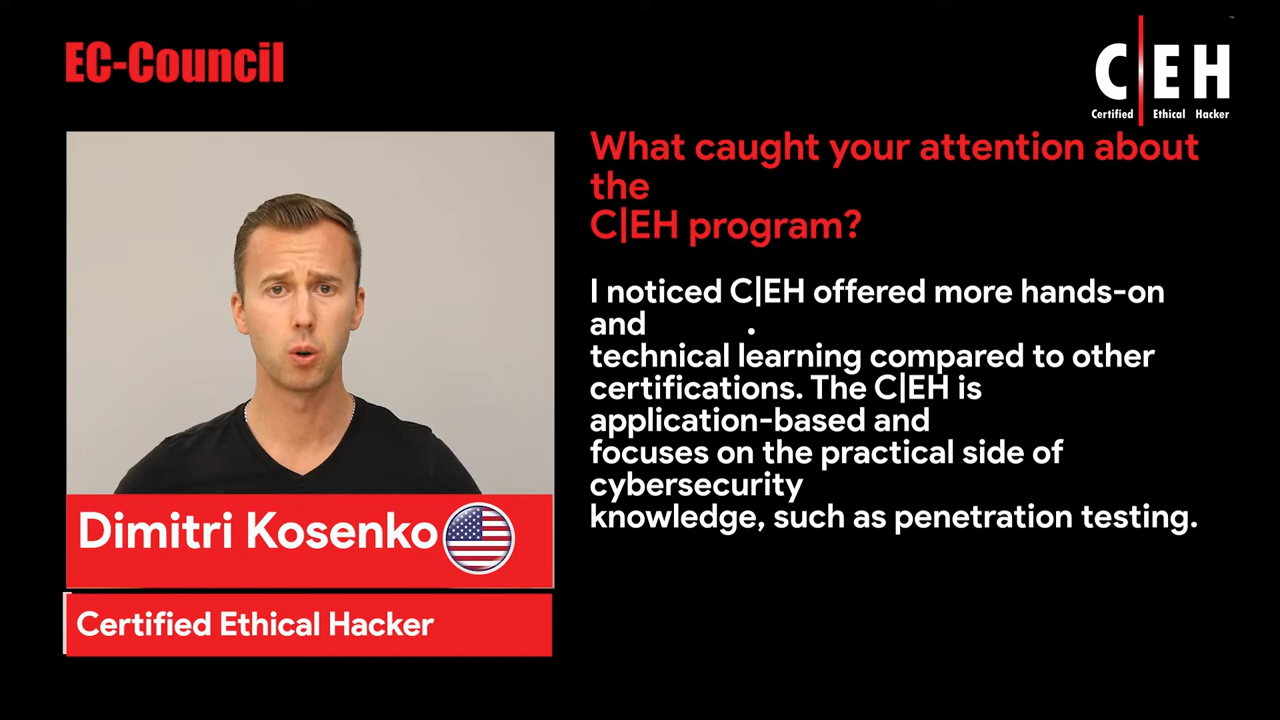 EC-Council
C|EH
™
Certified Ethical Hacker
What caught your attention about
the
C|EH program?
I noticed C|EH offered more hands-on
and .
technical learning compared to other
certifications. The C|EH is
application-based and
focuses on the practical side of
cybersecurity
knowledge, such as penetration testing.
Dimitri Kosenko
Certified Ethical Hacker